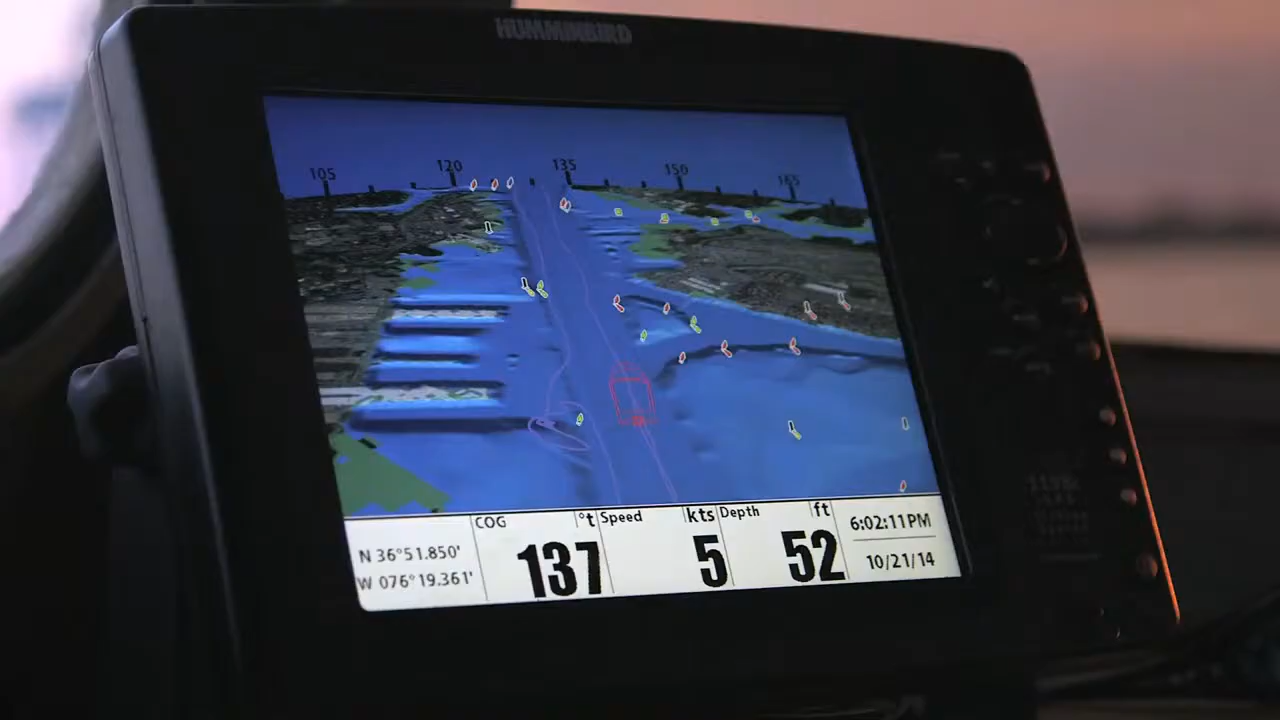 HUMMINBIRD
105 120 135 150 165
COG °t
137
Speed kts
5
Depth ft
52
N 36°51.850'
W 076°19.361'
6:02:11PM
10/21/14